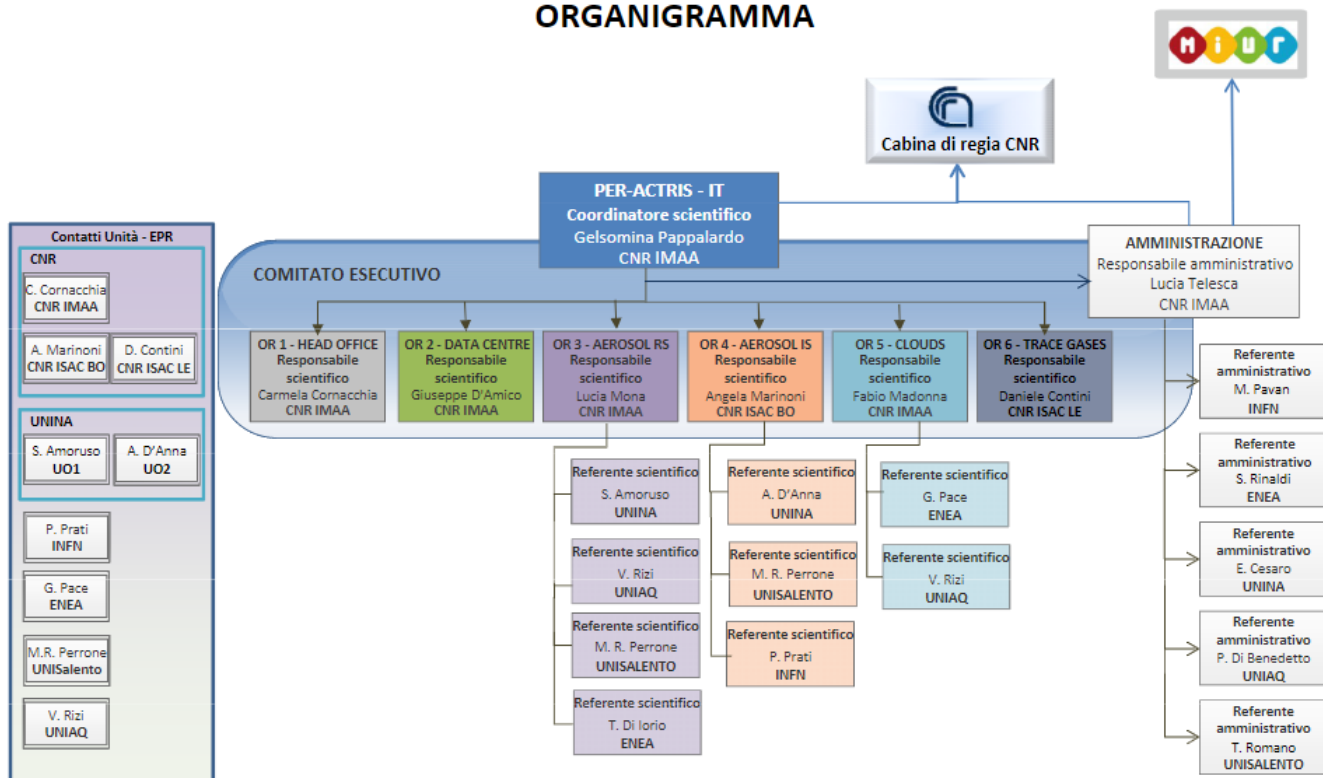 ORGANIGRAMMA
MIUR
Cabina di regia CNR
PER-ACTRIS - IT
Coordinatore scientifico
Gelsomina Pappalardo
CNR IMAA
AMMINISTRAZIONE
Responsabile amministrativo
Lucia Telesca
CNR IMAA
Contatti Unità - EPR
CNR
C. Cornacchia
CNR IMAA
A. Marinoni
CNR ISAC BO
D. Contini
CNR ISAC LE
UNINA
S. Amoruso
UO1
A. D'Anna
UO2
P. Prati
INFN
G. Pace
ENEA
M.R. Perrone
UNISalento
V. Rizi
UNIAQ
COMITATO ESECUTIVO
OR 1 - HEAD OFFICE
Responsabile
scientifico
Carmela Cornacchia
CNR IMAA
OR 2 - DATA CENTRE
Responsabile
scientifico
Giuseppe D'Amico
CNR IMAA
OR 3 - AEROSOL RS
Responsabile
scientifico
Lucia Mona
CNR IMAA
OR 4 - AEROSOL IS
Responsabile
scientifico
Angela Marinoni
CNR ISAC BO
OR 5 - CLOUDS
Responsabile
scientifico
Fabio Madonna
CNR IMAA
OR 6 - TRACE GASES
Responsabile
scientifico
Daniele Contini
CNR ISAC LE
Referente scientifico
S. Amoruso
UNINA
Referente scientifico
V. Rizi
UNIAQ
Referente scientifico
M. R. Perrone
UNISALENTO
Referente scientifico
T. Di Iorio
ENEA
Referente scientifico
A. D'Anna
UNINA
Referente scientifico
M. R. Perrone
UNISALENTO
Referente scientifico
P. Prati
INFN
Referente scientifico
G. Pace
ENEA
Referente scientifico
V. Rizi
UNIAQ
Referente
amministrativo
M. Pavan
INFN
Referente
amministrativo
S. Rinaldi
ENEA
Referente
amministrativo
E. Cesaro
UNINA
Referente
amministrativo
P. Di Benedetto
UNIAQ
Referente
amministrativo
T. Romano
UNISALENTO